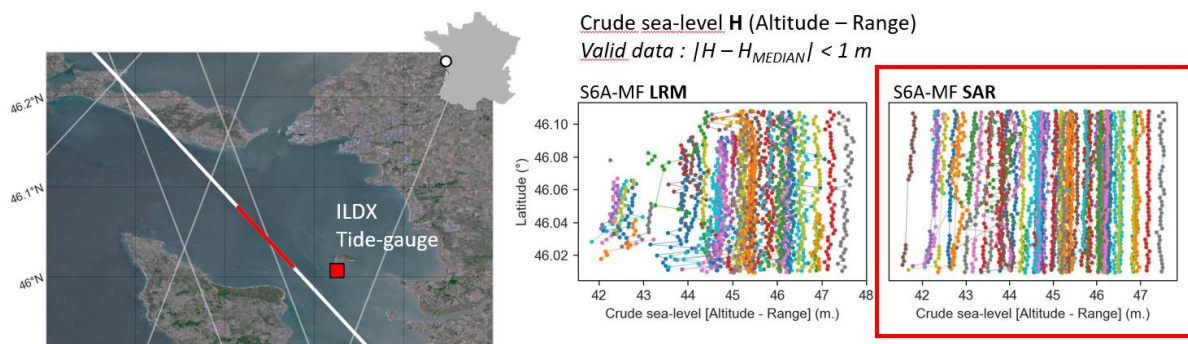 Crude sea-level H (Altitude – Range)
Valid data : |H – HMEDIAN| < 1 m
46.2°N
46.1°N
46°N
ILDX
Tide-gauge
S6A-MF LRM
Latitude (°)
46.10
46.08
46.06
46.04
46.02
42 43 44 45 46 47 48
Crude sea-level [Altitude - Range] (m.)
S6A-MF SAR
42 43 44 45 46 47
Crude sea-level [Altitude - Range] (m.)